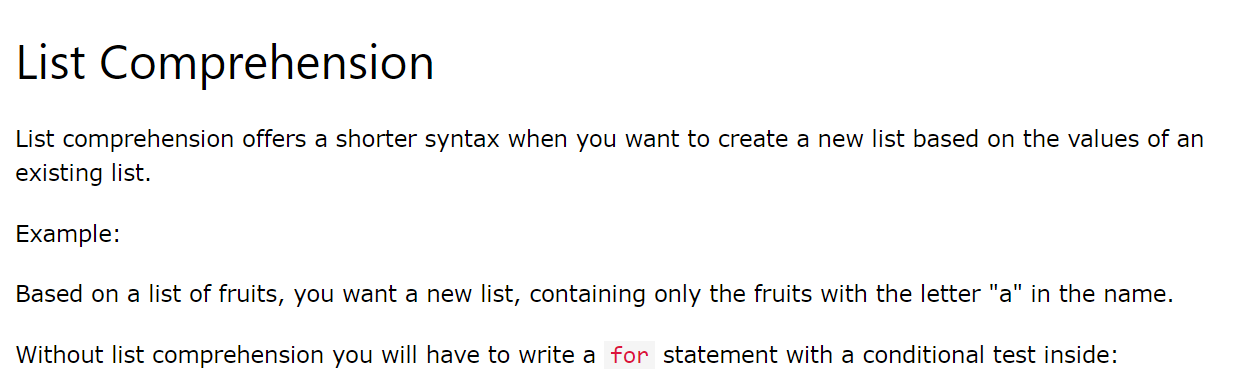 List Comprehension
List comprehension offers a shorter syntax when you want to create a new list based on the values of an
existing list.
Example:
Based on a list of fruits, you want a new list, containing only the fruits with the letter "a" in the name.
Without list comprehension you will have to write a for statement with a conditional test inside: